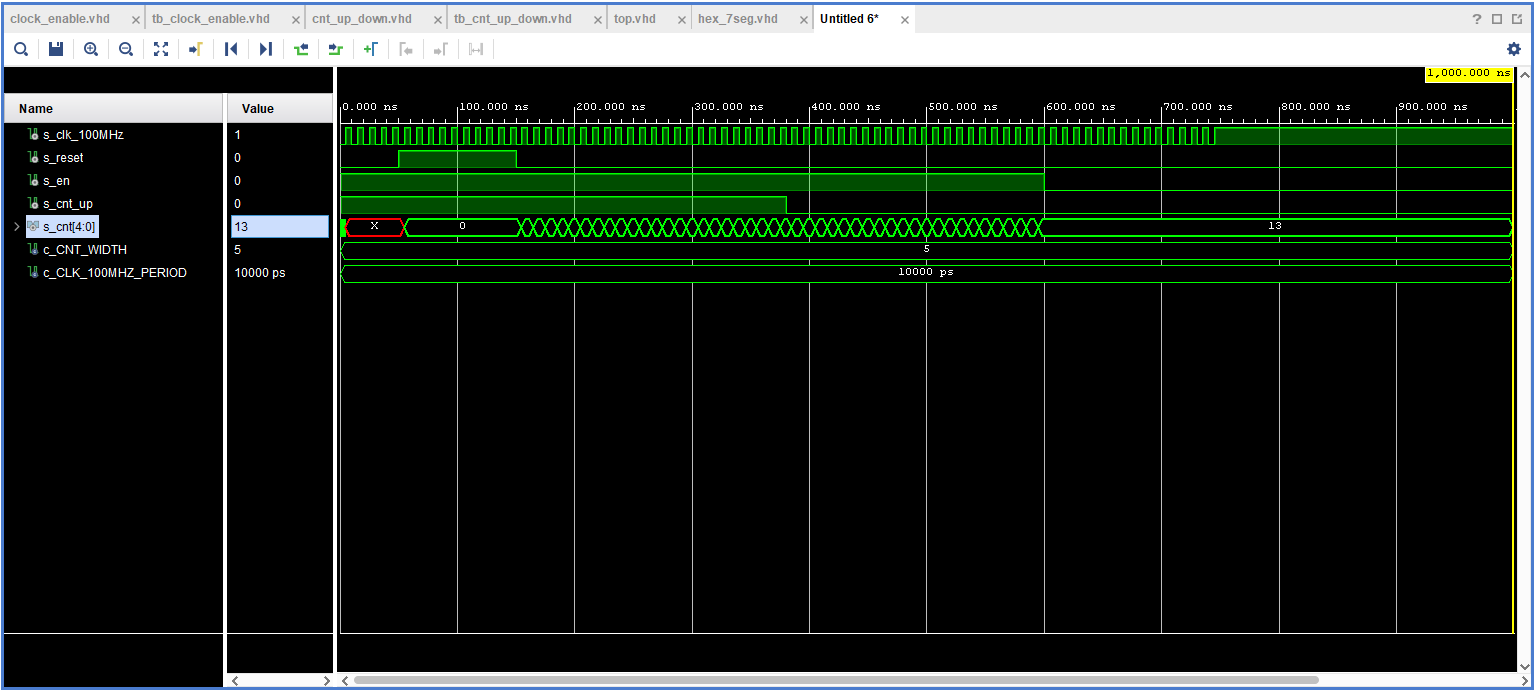 clock_enable.vhd × tb_clock_enable.vhd × cnt_up_down.vhd × tb_cnt_up_down.vhd × top.vhd × hex_7seg.vhd × Untitled 6* × ?
1,000.000 ns
Name Value 0.000 ns 100.000 ns 200.000 ns 300.000 ns 400.000 ns 500.000 ns 600.000 ns 700.000 ns 800.000 ns 900.000 ns
s_clk_100MHz 1
s_reset 0
s_en 0
s_cnt_up 0
s_cnt[4:0] 13 X 0 13
c_CNT_WIDTH 5 5
c_CLK_100MHZ_PERIOD 10000 ps 10000 ps